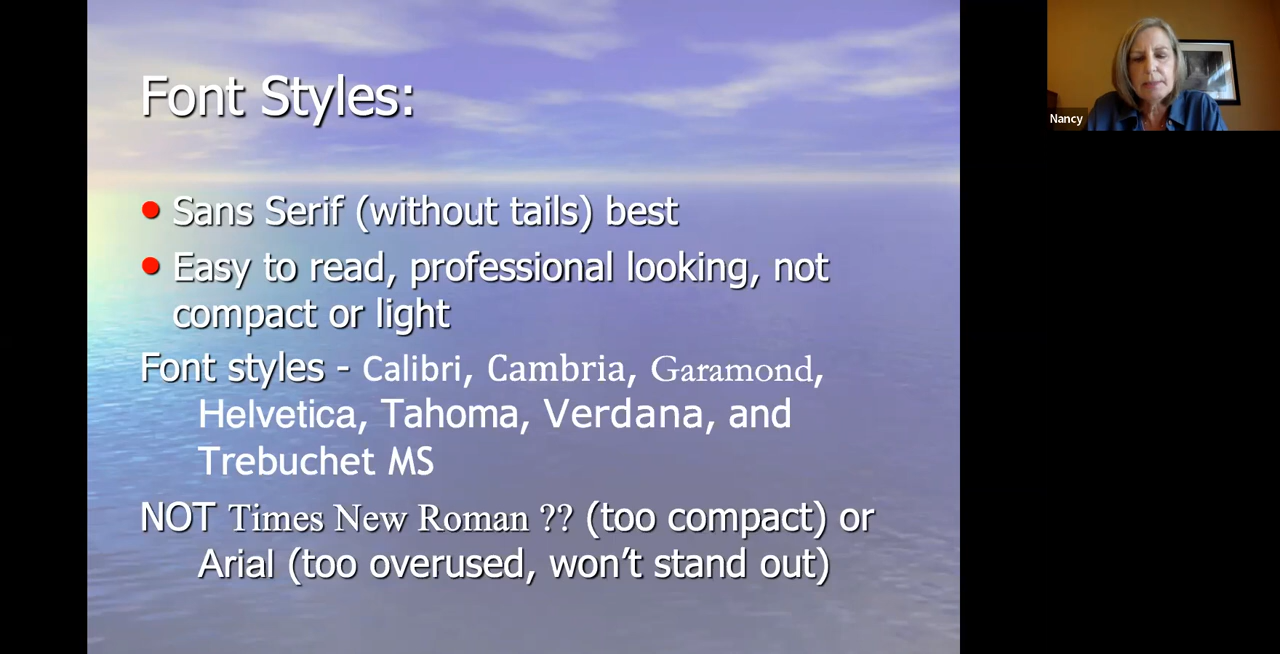 Font Styles:
• Sans Serif (without tails) best
• Easy to read, professional looking, not
compact or light
Font styles - Calibri, Cambria, Garamond,
Helvetica, Tahoma, Verdana, and
Trebuchet MS
NOT Times New Roman ?? (too compact) or
Arial (too overused, won’t stand out)
Nancy